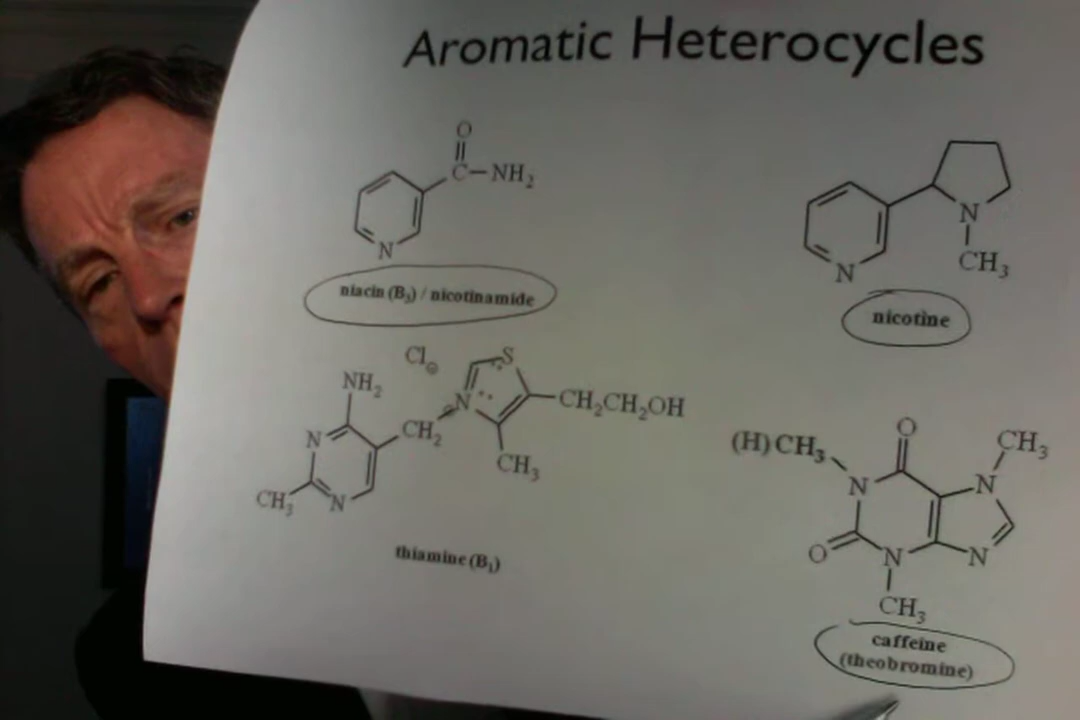 Aromatic Heterocycles
O
C-NH₂
N
niacin (B₃) / nicotinamide
N
N
CH₃
nicotine
Cl⊖
S
NH₂
N
CH₂CH₂OH
N
CH₂
CH₃
CH₃
N
thiamine (B₁)
O
(H) CH₃
CH₃
N
N
O
N
N
CH₃
caffeine
(theobromine)